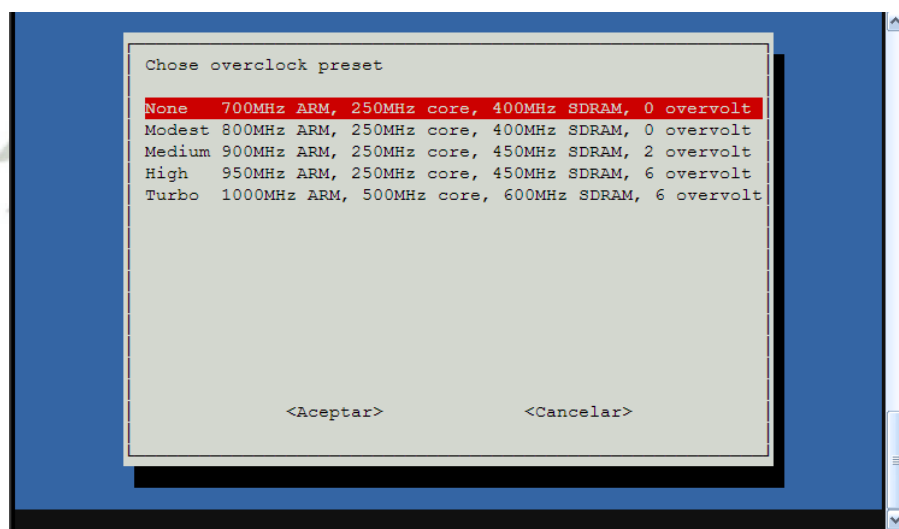 Chose overclock preset
None 700MHz ARM, 250MHz core, 400MHz SDRAM, 0 overvolt
Modest 800MHz ARM, 250MHz core, 400MHz SDRAM, 0 overvolt
Medium 900MHz ARM, 250MHz core, 450MHz SDRAM, 2 overvolt
High 950MHz ARM, 250MHz core, 450MHz SDRAM, 6 overvolt
Turbo 1000MHz ARM, 500MHz core, 600MHz SDRAM, 6 overvolt
<Aceptar> <Cancelar>